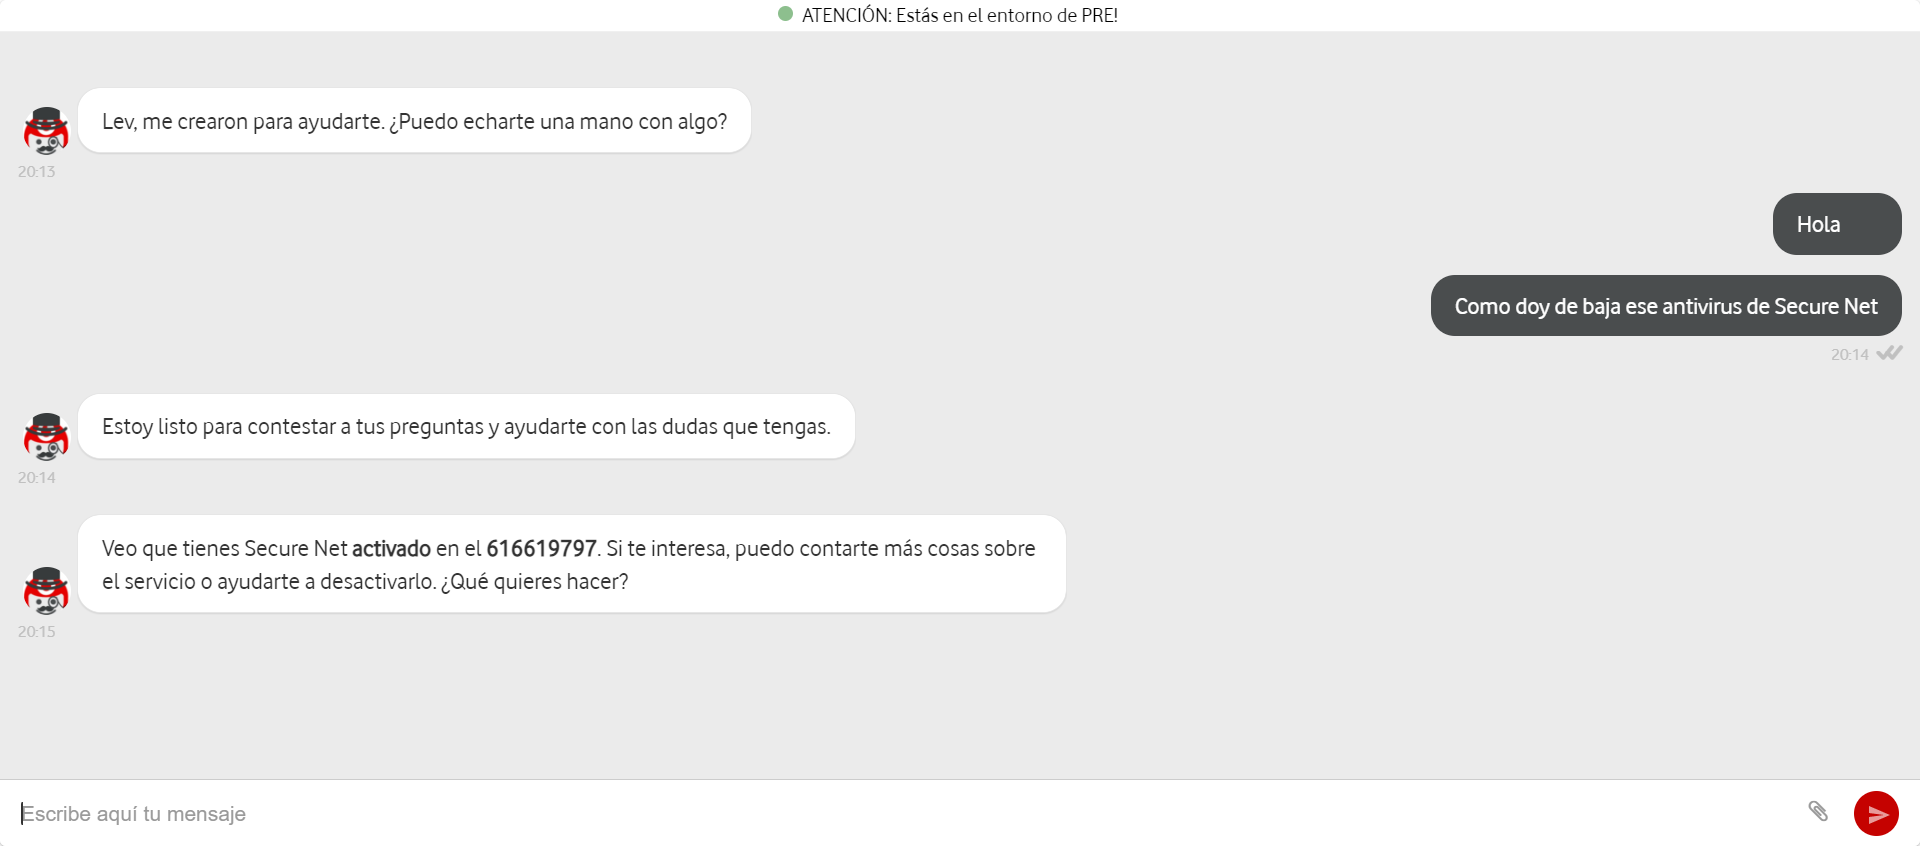 ATENCIÓN: Estás en el entorno de PRE!
Lev, me crearon para ayudarte. ¿Puedo echarte una mano con algo?
20:13
Hola
Como doy de baja ese antivirus de Secure Net
20:14
Estoy listo para contestar a tus preguntas y ayudarte con las dudas que tengas.
20:14
Veo que tienes Secure Net activado en el 616619797. Si te interesa, puedo contarte más cosas sobre
el servicio o ayudarte a desactivarlo. ¿Qué quieres hacer?
20:15
Escribe aquí tu mensaje